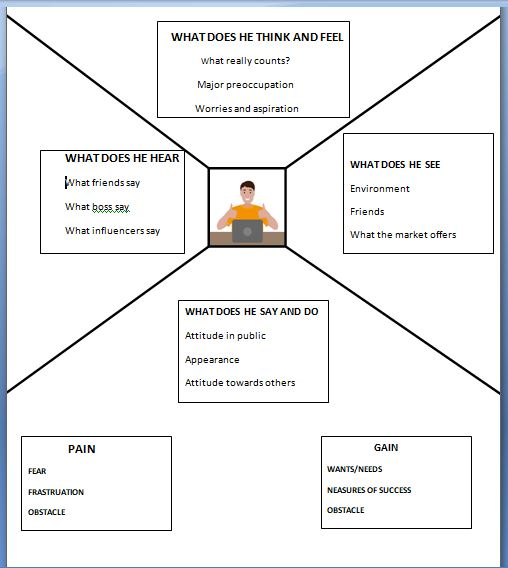 WHAT DOES HE THINK AND FEEL
What really counts?
Major preoccupation
Worries and aspiration
WHAT DOES HE HEAR
What friends say
What boss say
What influencers say
WHAT DOES HE SEE
Environment
Friends
What the market offers
WHAT DOES HE SAY AND DO
Attitude in public
Appearance
Attitude towards others
PAIN
FEAR
FRASTRUATION
OBSTACLE
GAIN
WANTS/NEEDS
NEASURES OF SUCCESS
OBSTACLE